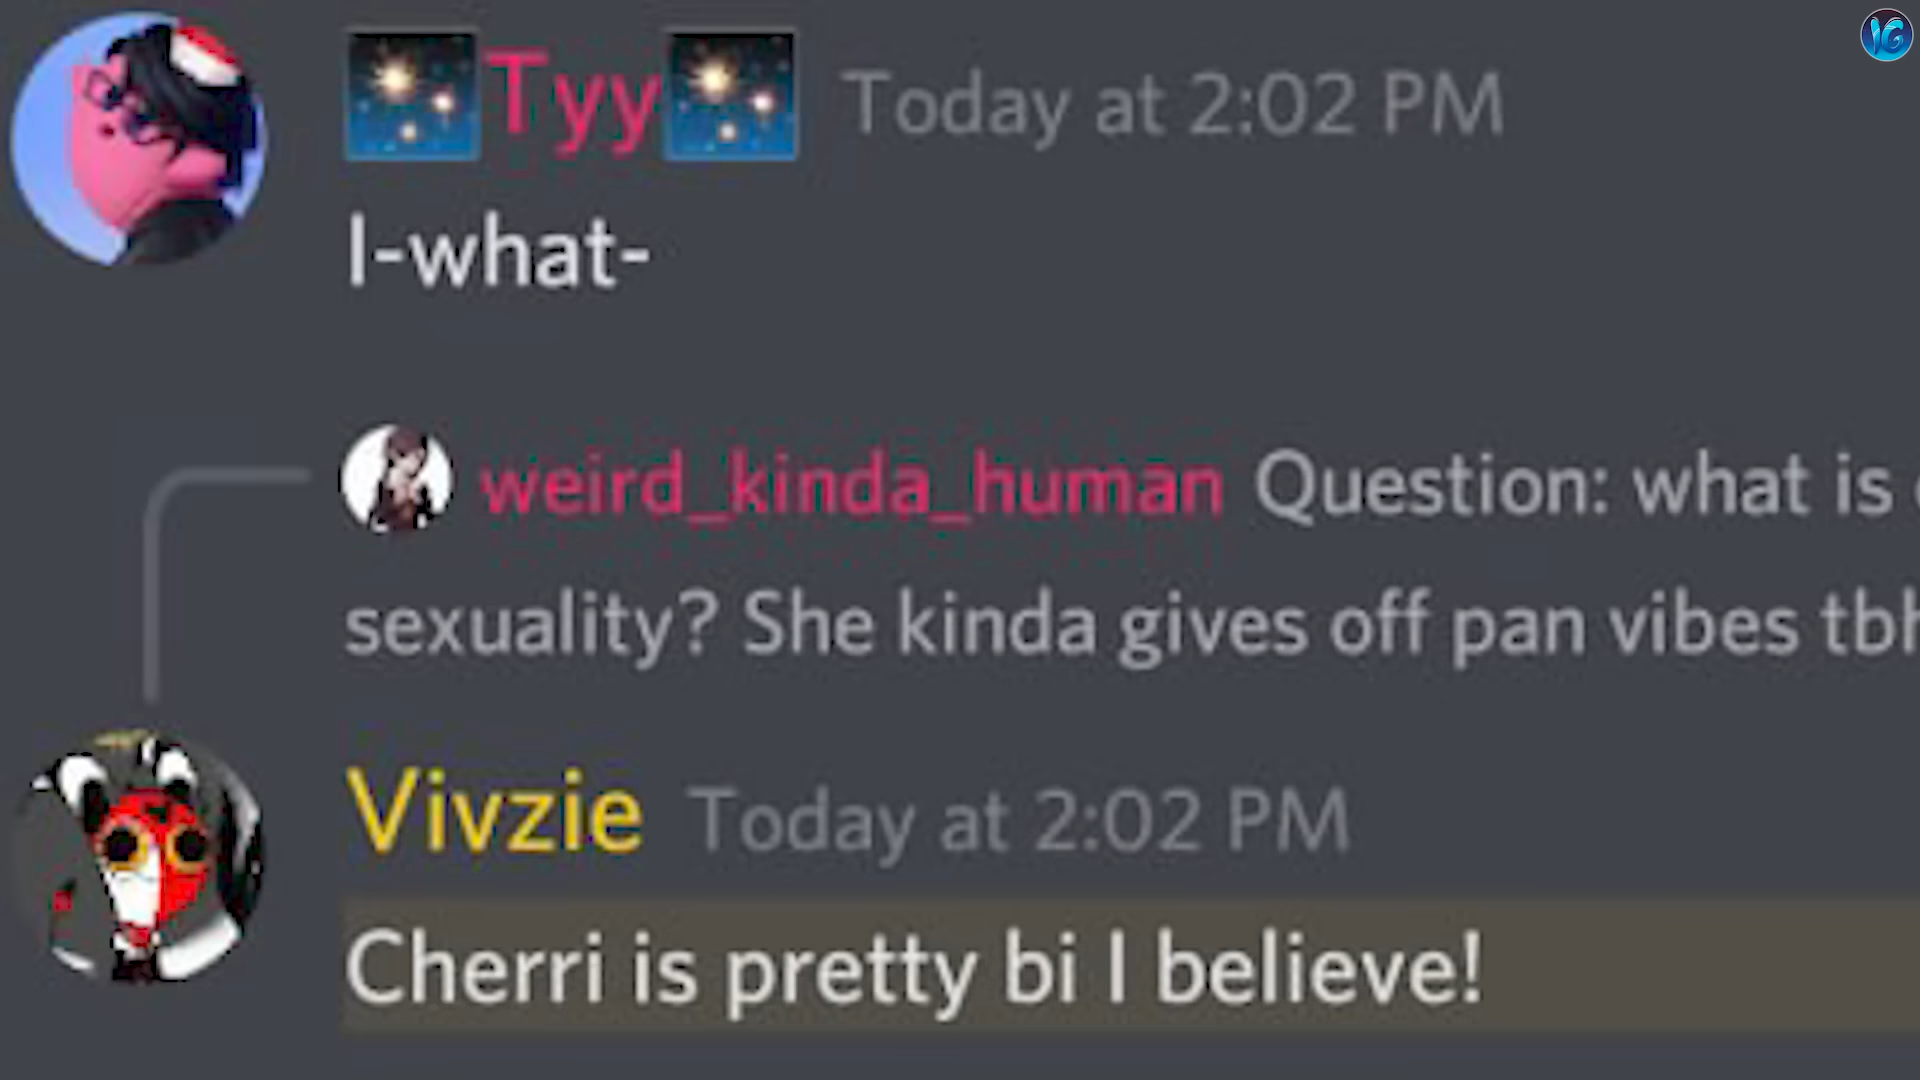 Tyy Today at 2:02 PM
I-what-
weird_kinda_human Question: what is
sexuality? She kinda gives off pan vibes tbh
Vivzie Today at 2:02 PM
Cherri is pretty bi I believe!